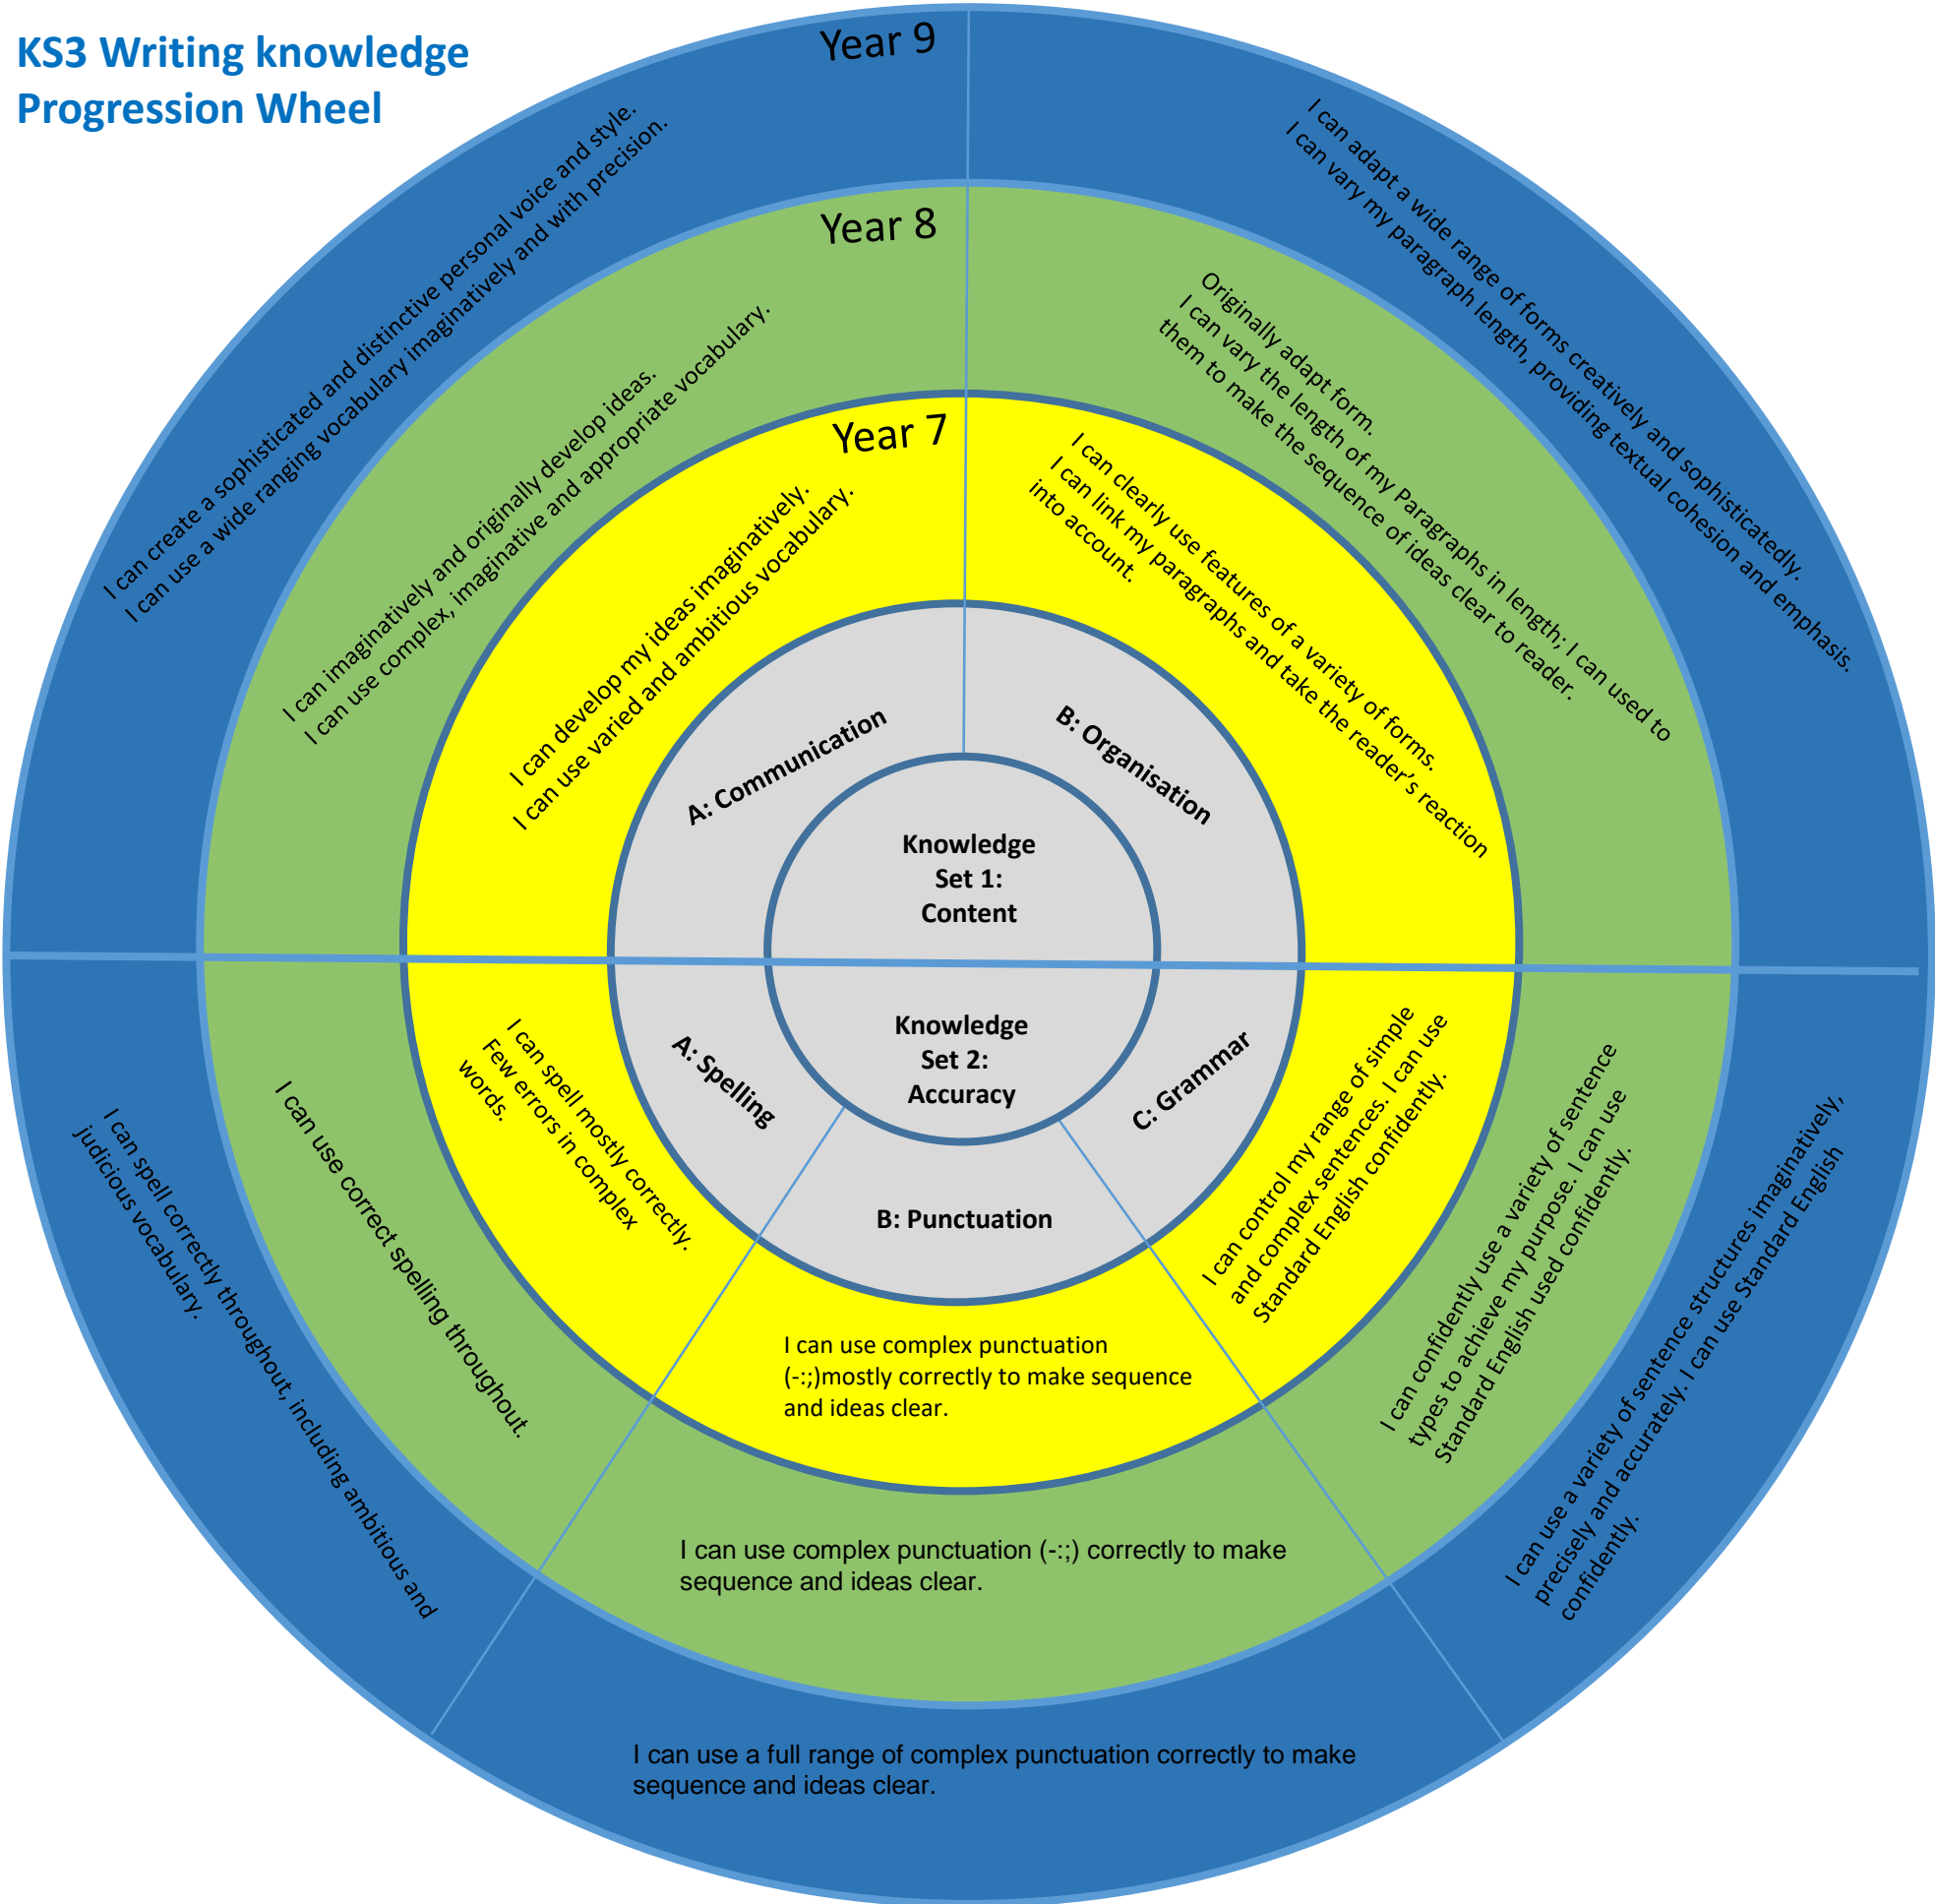 KS3 Writing knowledge
Progression Wheel
Year 9
I can create a sophisticated and distinctive personal voice and style.
I can use a wide ranging vocabulary imaginatively and with precision.
I can adapt a wide range of forms creatively and sophisticatedly.
I can vary my paragraph length, providing textual cohesion and emphasis.
Year 8
I can imaginatively and originally develop ideas.
I can use complex, imaginative and appropriate vocabulary.
Originally adapt form.
I can vary the length of my Paragraphs in length; I can used to
them to make the sequence of ideas clear to reader.
Year 7
I can develop my ideas imaginatively.
I can use varied and ambitious vocabulary.
I can clearly use features of a variety of forms.
I can link my paragraphs and take the reader’s reaction
into account.
A: Communication
B: Organisation
Knowledge
Set 1:
Content
Knowledge
Set 2:
Accuracy
A: Spelling
B: Punctuation
C: Grammar
I can spell mostly correctly.
Few errors in complex
words.
I can use complex punctuation
(-:;)mostly correctly to make sequence
and ideas clear.
I can control my range of simple
and complex sentences. I can use
Standard English confidently.
I can use correct spelling throughout.
I can use complex punctuation (-:;) correctly to make
sequence and ideas clear.
I can confidently use a variety of sentence
types to achieve my purpose. I can use
Standard English used confidently.
I can spell correctly throughout, including ambitious and
judicious vocabulary.
I can use a full range of complex punctuation correctly to make
sequence and ideas clear.
I can use a variety of sentence structures imaginatively,
precisely and accurately. I can use Standard English
confidently.